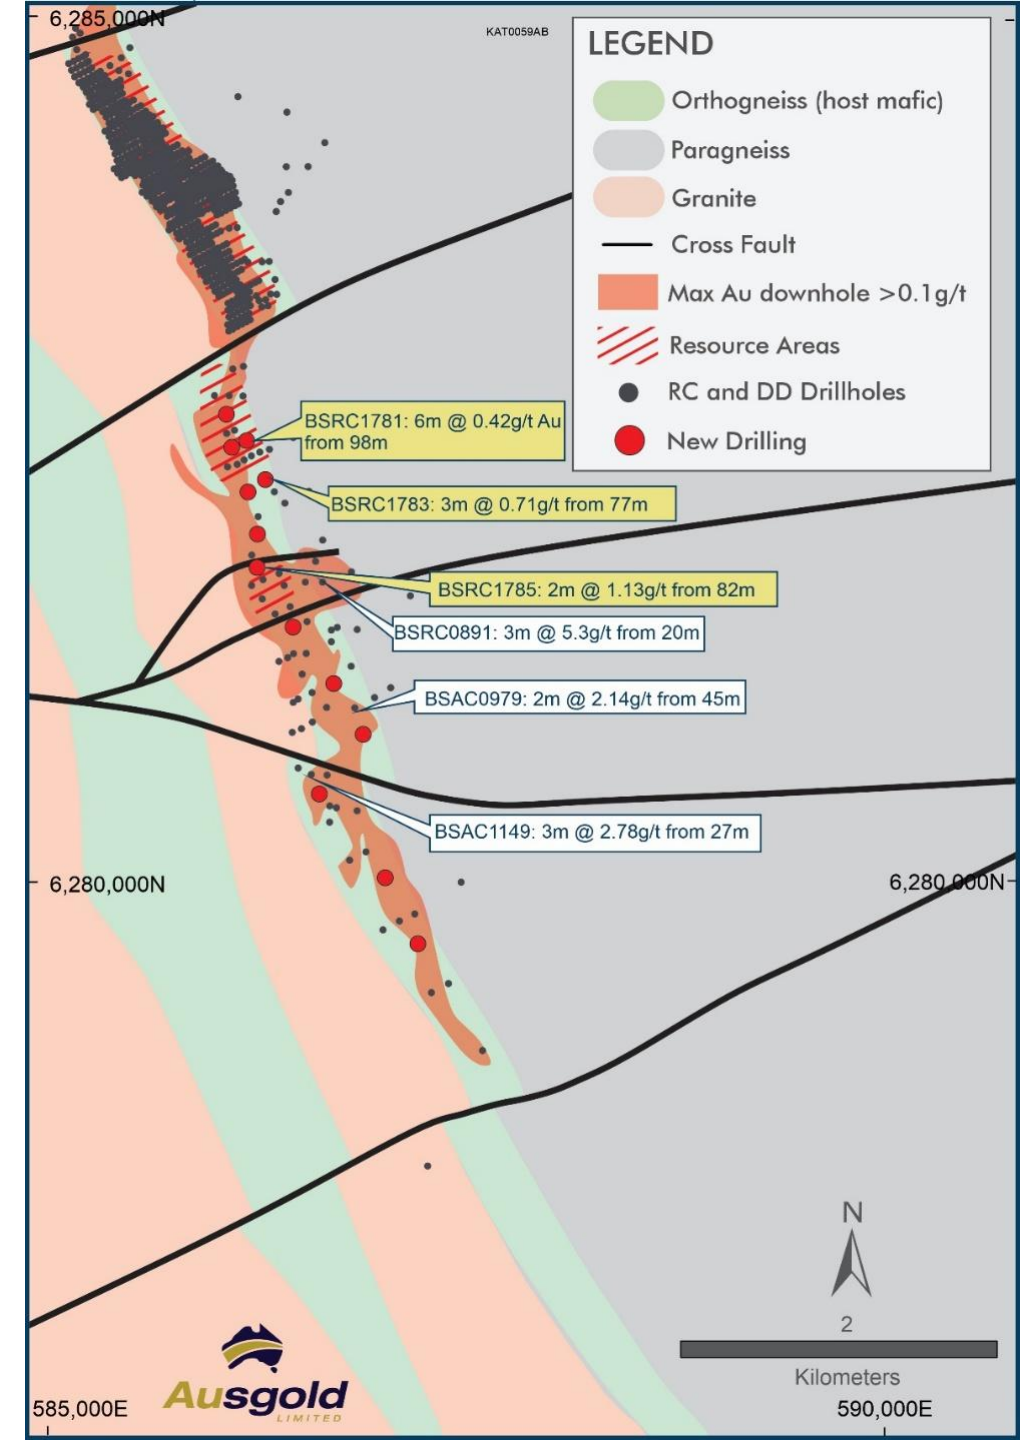 6,285,000N
KAT0059AB
LEGEND
Orthogneiss (host mafic)
Paragneiss
Granite
Cross Fault
Max Au downhole >0.1g/t
Resource Areas
RC and DD Drillholes
New Drilling
BSRC1781: 6m @ 0.42g/t Au
from 98m
BSRC1783: 3m @ 0.71g/t from 77m
BSRC1785: 2m @ 1.13g/t from 82m
BSRC0891: 3m @ 5.3g/t from 20m
BSAC0979: 2m @ 2.14g/t from 45m
BSAC1149: 3m @ 2.78g/t from 27m
6,280,000N
6,280,000N
N
2
Kilometers
Ausgold
LIMITED
585,000E
590,000E